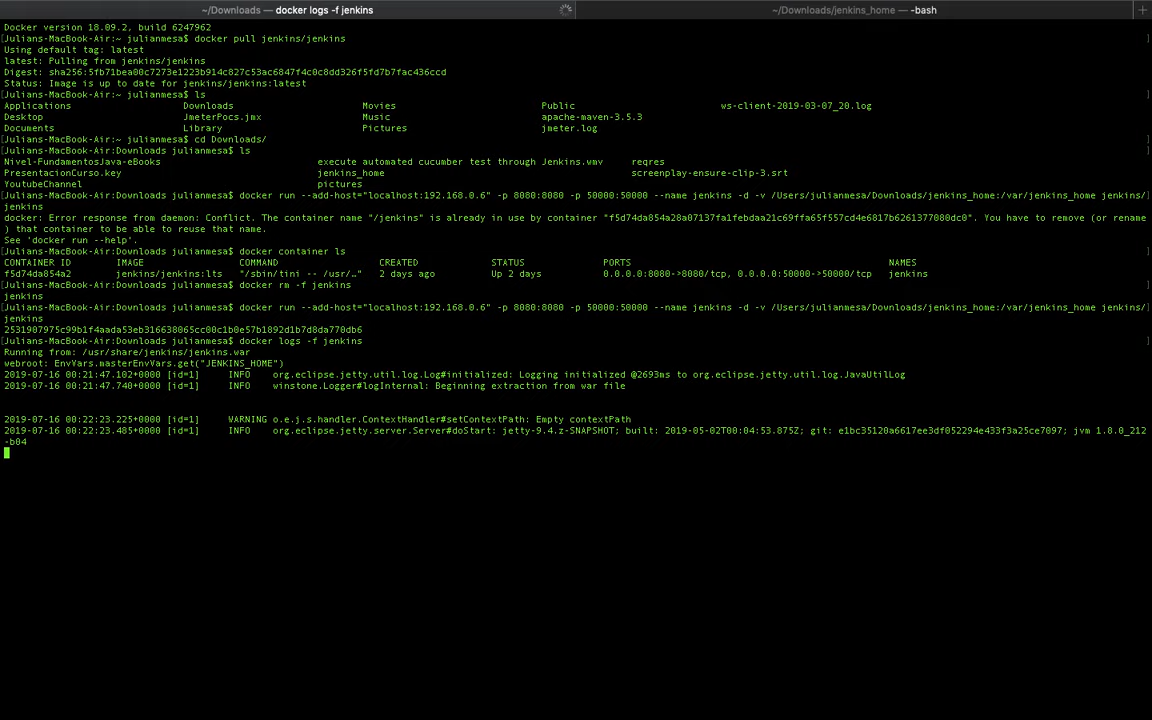 ~/Downloads — docker logs -f jenkins
~/Downloads/jenkins_home — -bash
Docker version 18.09.2, build 6247962
[Julians-MacBook-Air:~ julianmesa$ docker pull jenkins/jenkins ]
Using default tag: latest
latest: Pulling from jenkins/jenkins
Digest: sha256:5fb71bea00c7273e1223b914c827c53ac6847f4c0c8dd326f5fd7b7fac436ccd
Status: Image is up to date for jenkins/jenkins:latest
[Julians-MacBook-Air:~ julianmesa$ ls ]
Applications Downloads Movies Public ws-client-2019-03-07_20.log
Desktop JmeterPocs.jmx Music apache-maven-3.5.3
Documents Library Pictures jmeter.log
[Julians-MacBook-Air:~ julianmesa$ cd Downloads/ ]
[Julians-MacBook-Air:Downloads julianmesa$ ls ]
Nivel-FundamentosJava-eBooks execute automated cucumber test through Jenkins.wmv reqres
PresentacionCurso.key jenkins_home screenplay-ensure-clip-3.srt
YoutubeChannel pictures
[Julians-MacBook-Air:Downloads julianmesa$ docker run --add-host="localhost:192.168.0.6" -p 8080:8080 -p 50000:50000 --name jenkins -d -v /Users/julianmesa/Downloads/jenkins_home:/var/jenkins_home jenkins/]
jenkins
docker: Error response from daemon: Conflict. The container name "/jenkins" is already in use by container "f5d74da854a28a07137fa1febdaa21c69ffa65f557cd4e6817b6261377080dc0". You have to remove (or rename
) that container to be able to reuse that name.
See 'docker run --help'.
[Julians-MacBook-Air:Downloads julianmesa$ docker container ls ]
CONTAINER ID IMAGE COMMAND CREATED STATUS PORTS NAMES
f5d74da854a2 jenkins/jenkins:lts "/sbin/tini -- /usr/…" 2 days ago Up 2 days 0.0.0.0:8080->8080/tcp, 0.0.0.0:50000->50000/tcp jenkins
[Julians-MacBook-Air:Downloads julianmesa$ docker rm -f jenkins ]
jenkins
[Julians-MacBook-Air:Downloads julianmesa$ docker run --add-host="localhost:192.168.0.6" -p 8080:8080 -p 50000:50000 --name jenkins -d -v /Users/julianmesa/Downloads/jenkins_home:/var/jenkins_home jenkins/]
jenkins
2531907975c99b1f4aada53eb316638065cc00c1b0e57b1892d1b7d8da770db6
[Julians-MacBook-Air:Downloads julianmesa$ docker logs -f jenkins ]
Running from: /usr/share/jenkins/jenkins.war
webroot: EnvVars.masterEnvVars.get("JENKINS_HOME")
2019-07-16 00:21:47.102+0000 [id=1] INFO org.eclipse.jetty.util.log.Log#initialized: Logging initialized @2693ms to org.eclipse.jetty.util.log.JavaUtilLog
2019-07-16 00:21:47.740+0000 [id=1] INFO winstone.Logger#logInternal: Beginning extraction from war file
2019-07-16 00:22:23.225+0000 [id=1] WARNING o.e.j.s.handler.ContextHandler#setContextPath: Empty contextPath
2019-07-16 00:22:23.485+0000 [id=1] INFO org.eclipse.jetty.server.Server#doStart: jetty-9.4.z-SNAPSHOT; built: 2019-05-02T00:04:53.875Z; git: e1bc35120a6617ee3df052294e433f3a25ce7097; jvm 1.8.0_212
-b04